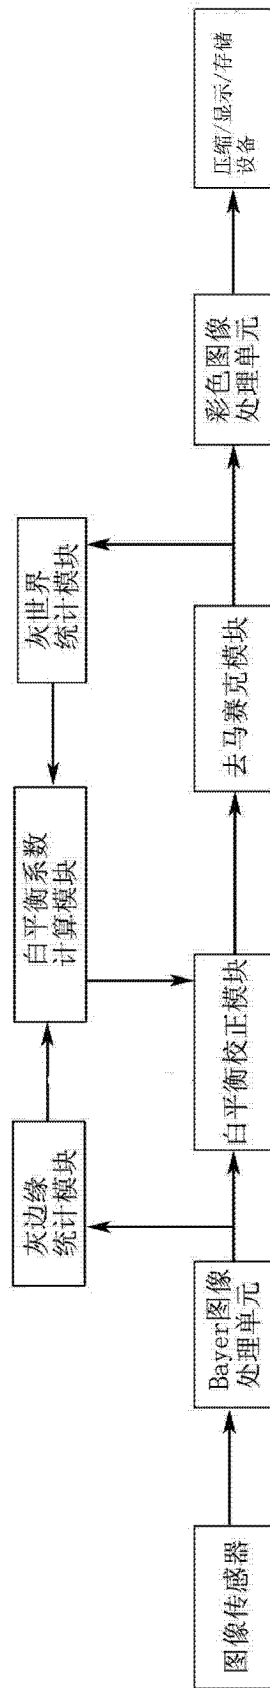 图像传感器
Bayer图像
处理单元
灰边缘
统计模块
白平衡校正模块
白平衡系数
计算模块
去马赛克模块
灰世界
统计模块
彩色图像
处理单元
压缩/显示/存储
设备